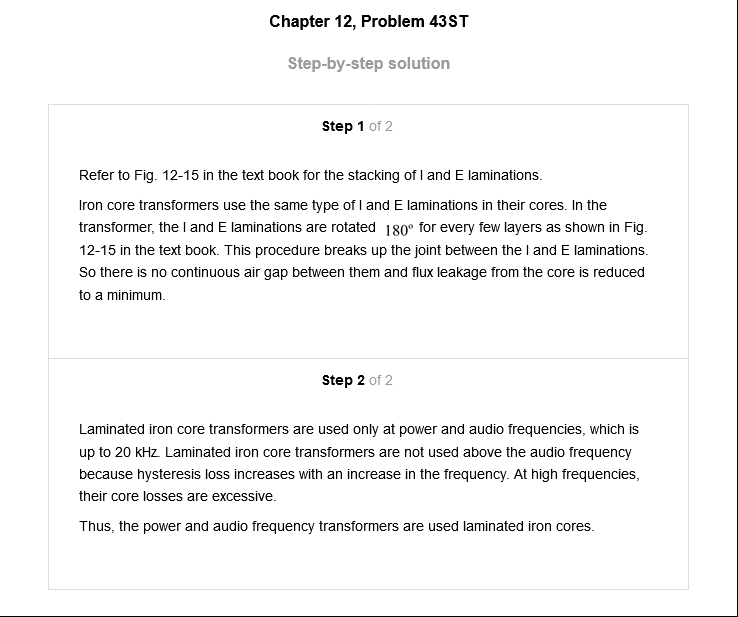 Chapter 12, Problem 43ST
Step-by-step solution
Step 1 of 2
Refer to Fig. 12-15 in the text book for the stacking of I and E laminations.
Iron core transformers use the same type of I and E laminations in their cores. In the
transformer, the I and E laminations are rotated 180° for every few layers as shown in Fig.
12-15 in the text book. This procedure breaks up the joint between the I and E laminations.
So there is no continuous air gap between them and flux leakage from the core is reduced
to a minimum.
Step 2 of 2
Laminated iron core transformers are used only at power and audio frequencies, which is
up to 20 kHz. Laminated iron core transformers are not used above the audio frequency
because hysteresis loss increases with an increase in the frequency. At high frequencies,
their core losses are excessive.
Thus, the power and audio frequency transformers are used laminated iron cores.